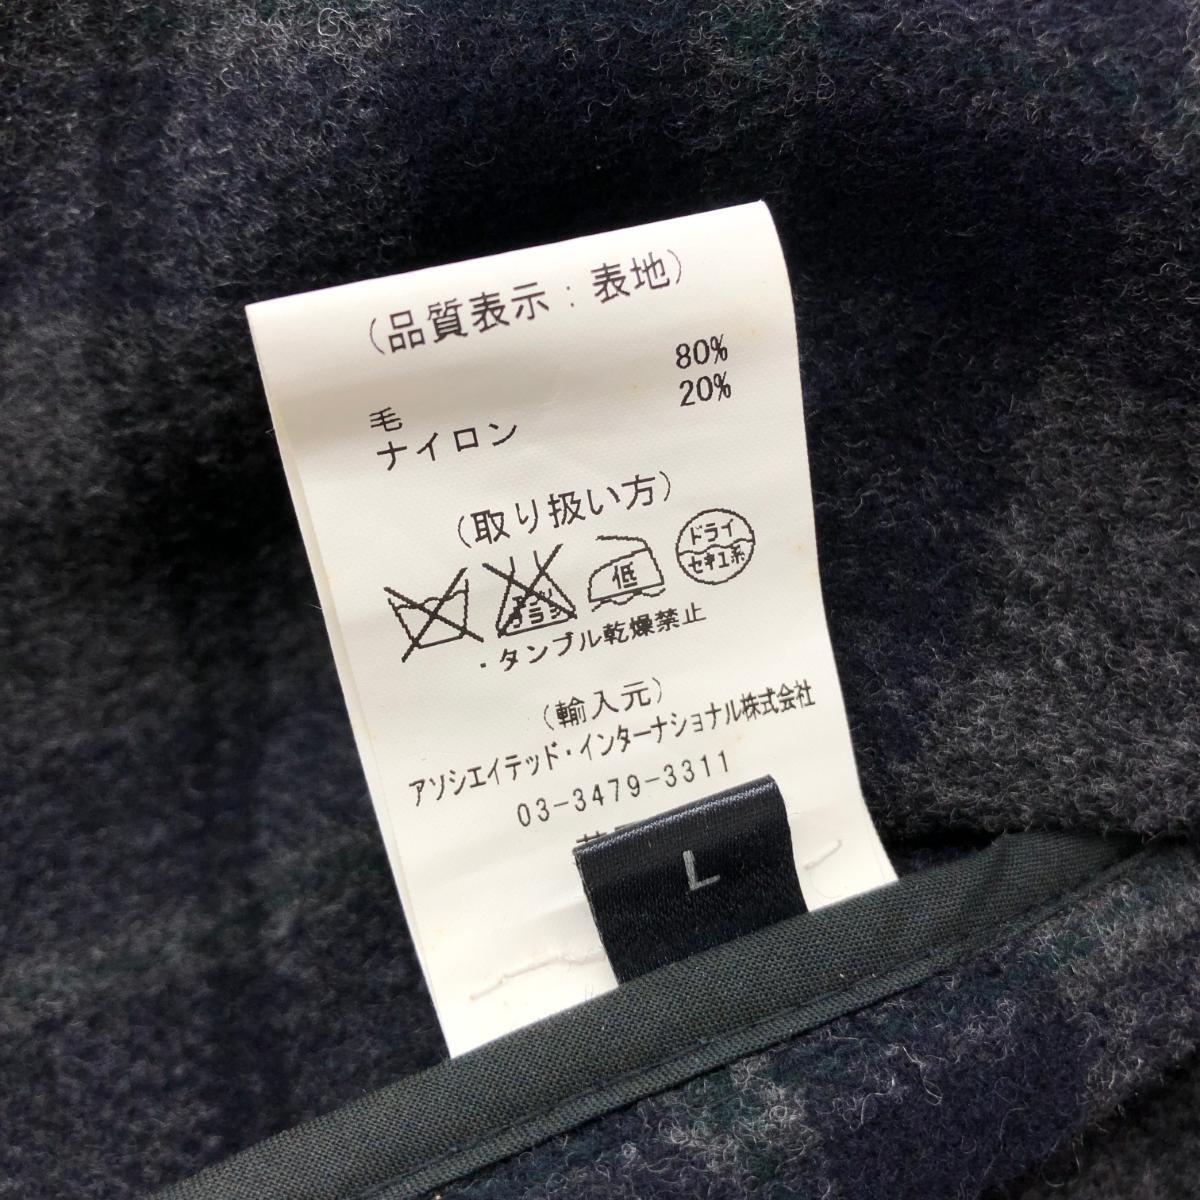 (品質表示：表地)
毛 80%
ナイロン 20%
(取り扱い方)
低
ドライ
セキユ系
・タンブル乾燥禁止
(輸入元)
アソシエイテッド・インターナショナル株式会社
03-3479-3311
L